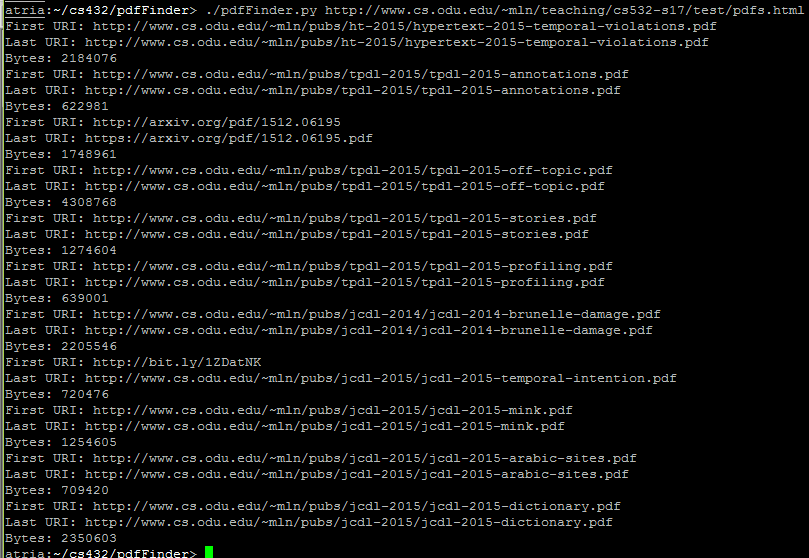 atria:~/cs432/pdfFinder> ./pdfFinder.py http://www.cs.odu.edu/~mln/teaching/cs532-s17/test/pdfs.html
First URI: http://www.cs.odu.edu/~mln/pubs/ht-2015/hypertext-2015-temporal-violations.pdf
Last URI: http://www.cs.odu.edu/~mln/pubs/ht-2015/hypertext-2015-temporal-violations.pdf
Bytes: 2184076
First URI: http://www.cs.odu.edu/~mln/pubs/tpdl-2015/tpdl-2015-annotations.pdf
Last URI: http://www.cs.odu.edu/~mln/pubs/tpdl-2015/tpdl-2015-annotations.pdf
Bytes: 622981
First URI: http://arxiv.org/pdf/1512.06195
Last URI: https://arxiv.org/pdf/1512.06195.pdf
Bytes: 1748961
First URI: http://www.cs.odu.edu/~mln/pubs/tpdl-2015/tpdl-2015-off-topic.pdf
Last URI: http://www.cs.odu.edu/~mln/pubs/tpdl-2015/tpdl-2015-off-topic.pdf
Bytes: 4308768
First URI: http://www.cs.odu.edu/~mln/pubs/tpdl-2015/tpdl-2015-stories.pdf
Last URI: http://www.cs.odu.edu/~mln/pubs/tpdl-2015/tpdl-2015-stories.pdf
Bytes: 1274604
First URI: http://www.cs.odu.edu/~mln/pubs/tpdl-2015/tpdl-2015-profiling.pdf
Last URI: http://www.cs.odu.edu/~mln/pubs/tpdl-2015/tpdl-2015-profiling.pdf
Bytes: 639001
First URI: http://www.cs.odu.edu/~mln/pubs/jcdl-2014/jcdl-2014-brunelle-damage.pdf
Last URI: http://www.cs.odu.edu/~mln/pubs/jcdl-2014/jcdl-2014-brunelle-damage.pdf
Bytes: 2205546
First URI: http://bit.ly/1ZDatNK
Last URI: http://www.cs.odu.edu/~mln/pubs/jcdl-2015/jcdl-2015-temporal-intention.pdf
Bytes: 720476
First URI: http://www.cs.odu.edu/~mln/pubs/jcdl-2015/jcdl-2015-mink.pdf
Last URI: http://www.cs.odu.edu/~mln/pubs/jcdl-2015/jcdl-2015-mink.pdf
Bytes: 1254605
First URI: http://www.cs.odu.edu/~mln/pubs/jcdl-2015/jcdl-2015-arabic-sites.pdf
Last URI: http://www.cs.odu.edu/~mln/pubs/jcdl-2015/jcdl-2015-arabic-sites.pdf
Bytes: 709420
First URI: http://www.cs.odu.edu/~mln/pubs/jcdl-2015/jcdl-2015-dictionary.pdf
Last URI: http://www.cs.odu.edu/~mln/pubs/jcdl-2015/jcdl-2015-dictionary.pdf
Bytes: 2350603
atria:~/cs432/pdfFinder>